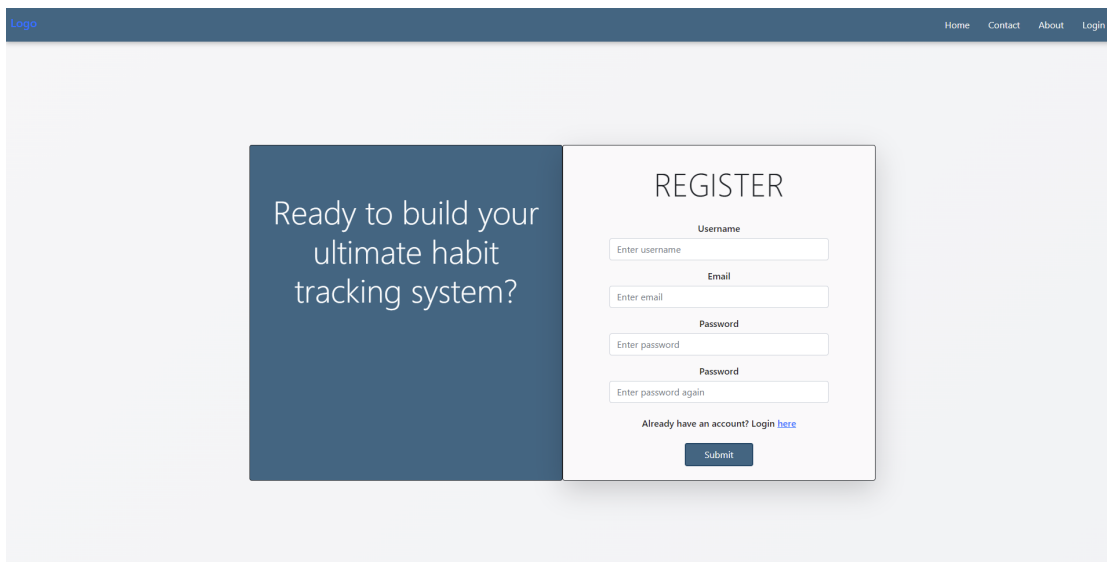 Logo
Home Contact About Login
Ready to build your
ultimate habit
tracking system?
REGISTER
Username
Enter username
Email
Enter email
Password
Enter password
Password
Enter password again
Already have an account? Login here
Submit